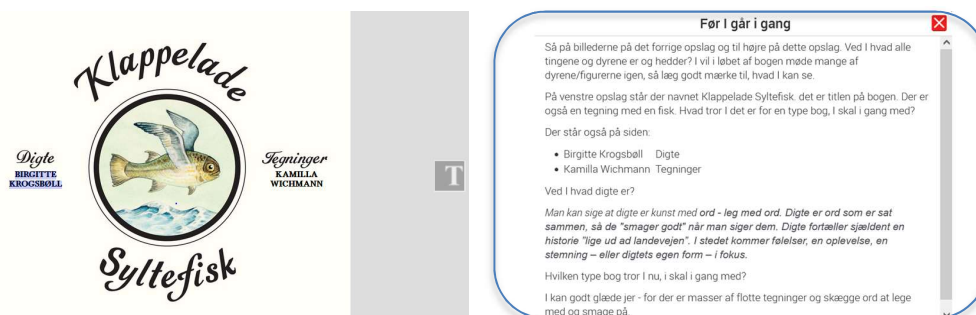 Klappelade
Digte
BIRGITTE
KROGSBØLL
Tegninger
KAMILLA
WICHMANN
Syltefisk
T
Før I går i gang
Så på billederne på det forrige opslag og til højre på dette opslag. Ved I hvad alle
tingene og dyrene er og hedder? I vil i løbet af bogen møde mange af
dyrene/figurerne igen, så læg godt mærke til, hvad I kan se.
På venstre opslag står der navnet Klappelade Syltefisk. det er titlen på bogen. Der er
også en tegning med en fisk. Hvad tror I det er for en type bog, I skal i gang med?
Der står også på siden:
• Birgitte Krogsbøll Digte
• Kamilla Wichmann Tegninger
Ved I hvad digte er?
Man kan sige at digte er kunst med ord - leg med ord. Digte er ord som er sat
sammen, så de "smager godt" når man siger dem. Digte fortæller sjældent en
historie "lige ud ad landevejen". I stedet kommer følelser, en oplevelse, en
stemning – eller digtets egen form – i fokus.
Hvilken type bog tror I nu, i skal i gang med?
I kan godt glæde jer - for der er masser af flotte tegninger og skægge ord at lege
med og smage på.